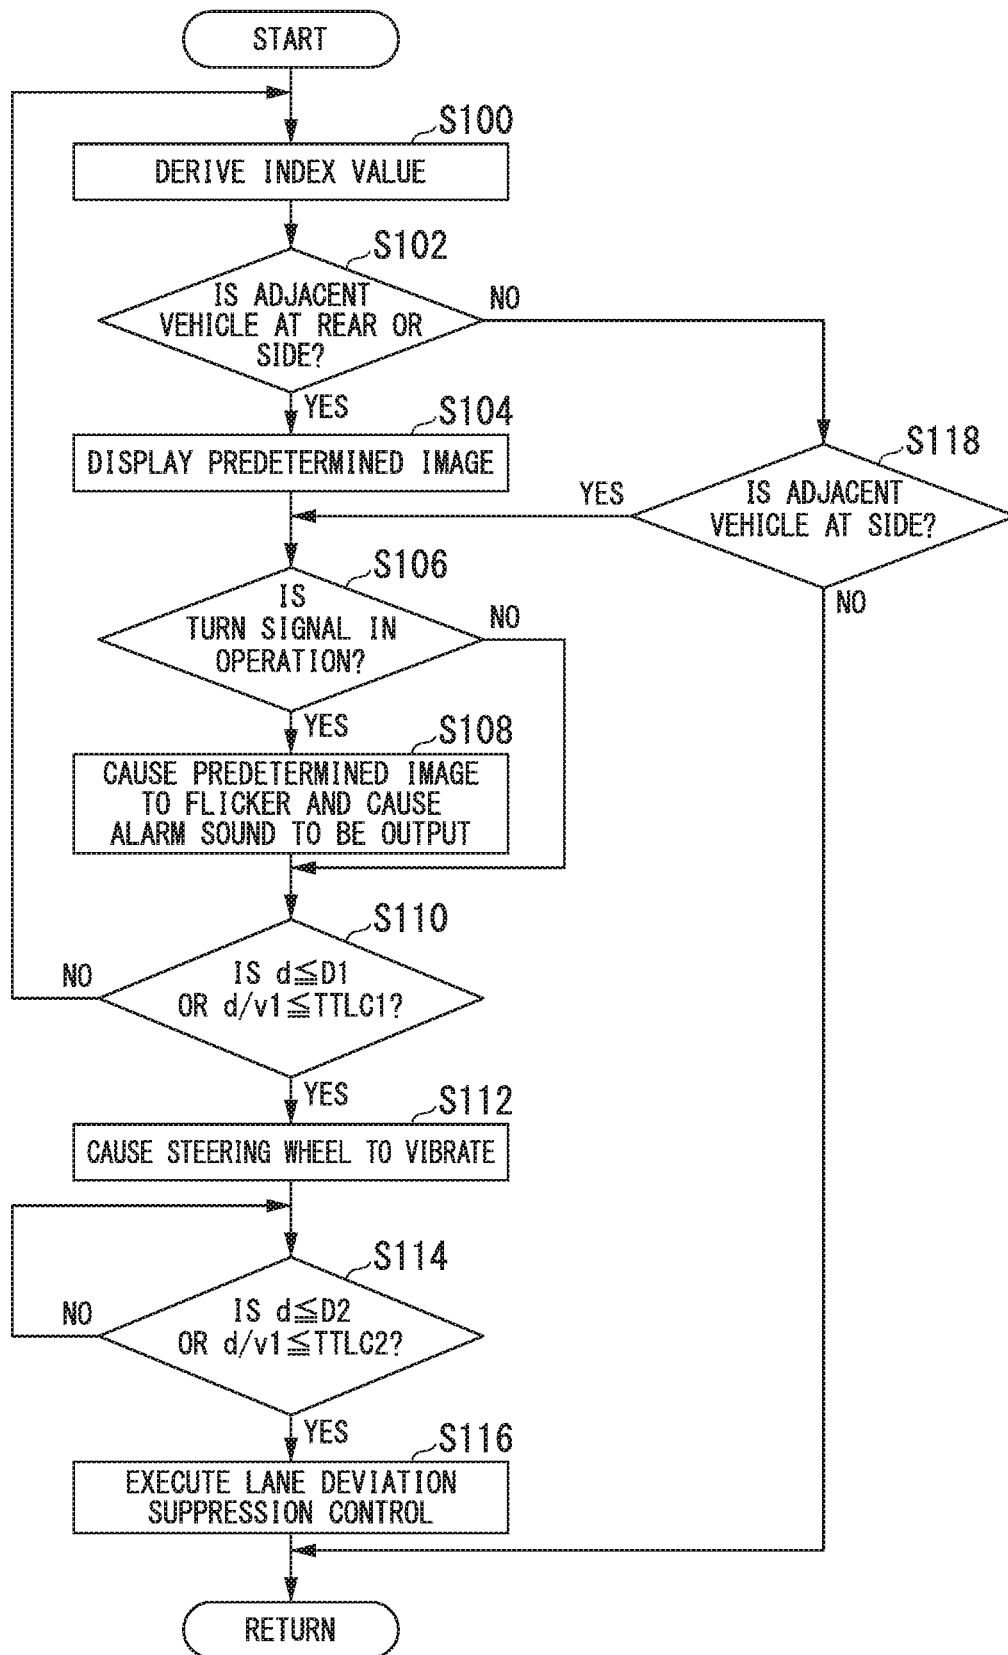 START
S100
DERIVE INDEX VALUE
S102
IS ADJACENT
VEHICLE AT REAR OR
SIDE?
NO
YES
S104
DISPLAY PREDETERMINED IMAGE
S118
IS ADJACENT
VEHICLE AT SIDE?
YES
NO
S106
IS
TURN SIGNAL IN
OPERATION?
NO
YES
S108
CAUSE PREDETERMINED IMAGE
TO FLICKER AND CAUSE
ALARM SOUND TO BE OUTPUT
S110
IS d≦D1
OR d/v1≦TTLC1?
NO
YES
S112
CAUSE STEERING WHEEL TO VIBRATE
S114
IS d≦D2
OR d/v1≦TTLC2?
NO
YES
S116
EXECUTE LANE DEVIATION
SUPPRESSION CONTROL
RETURN